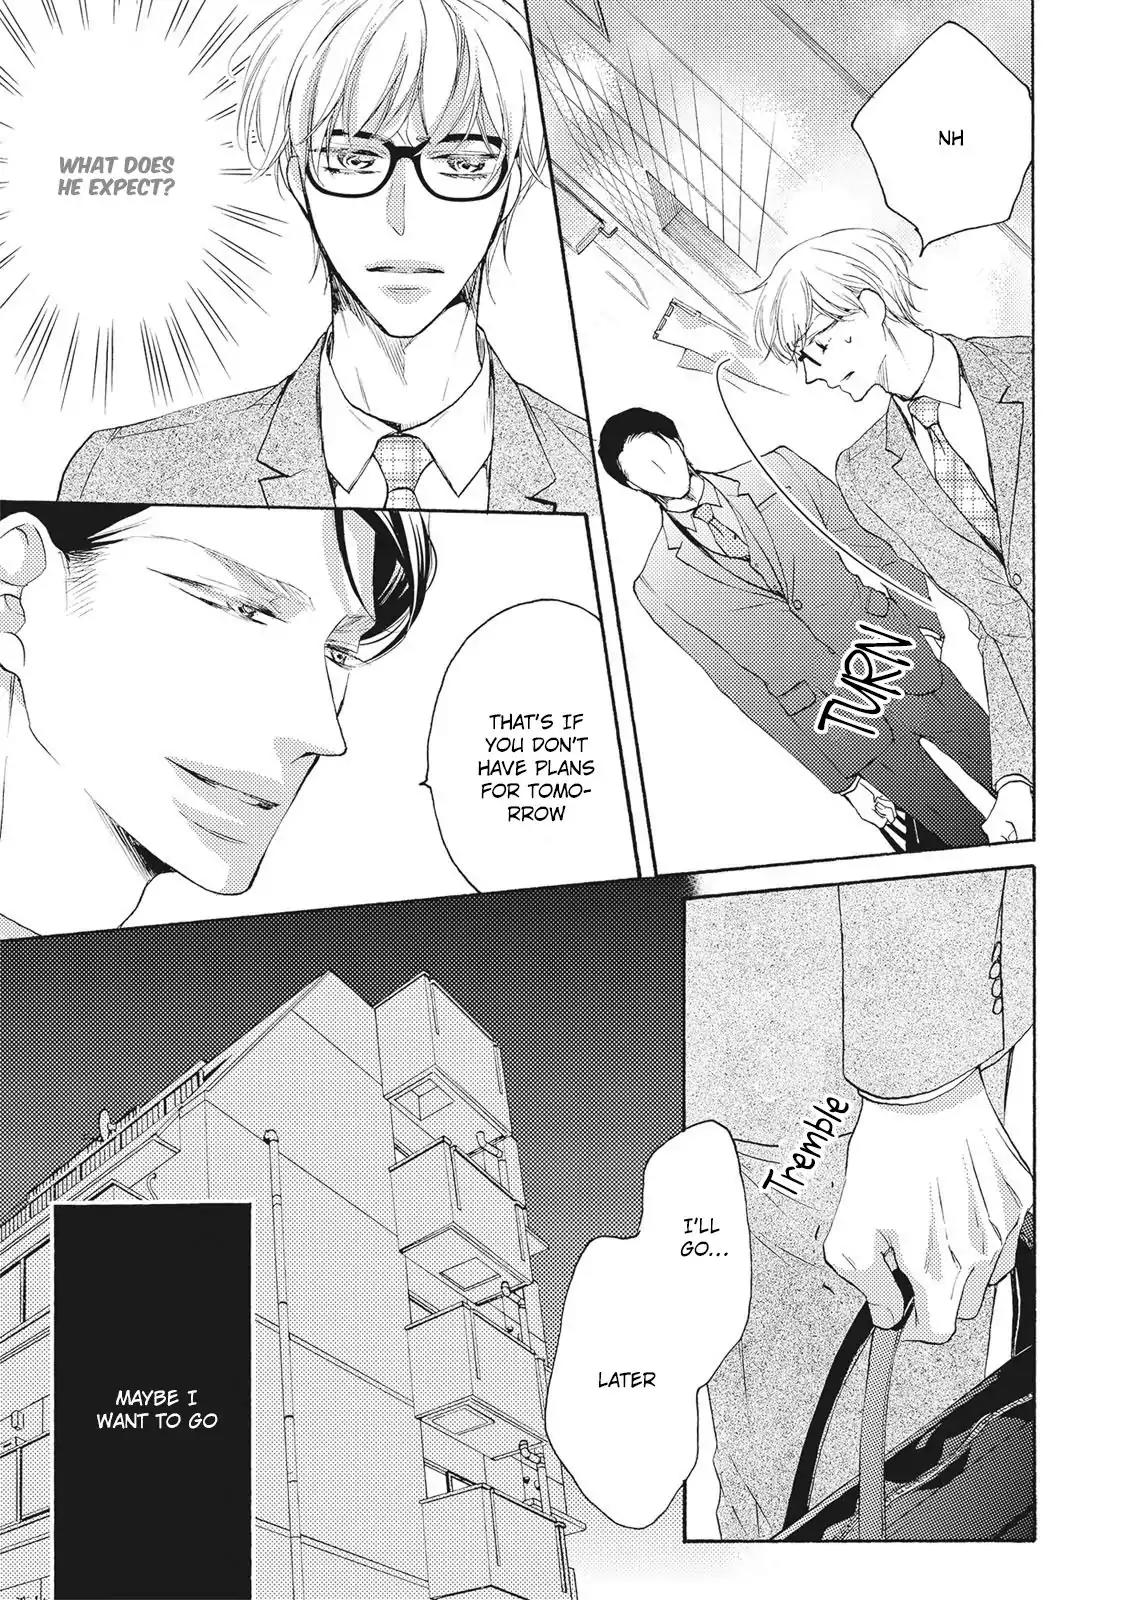 NH
TURN
WHAT DOES
HE EXPECT?
THAT'S IF
YOU DON'T
HAVE PLANS
FOR TOMO-
RROW
Tremble
I'LL
GO...
LATER
MAYBE I
WANT TO GO